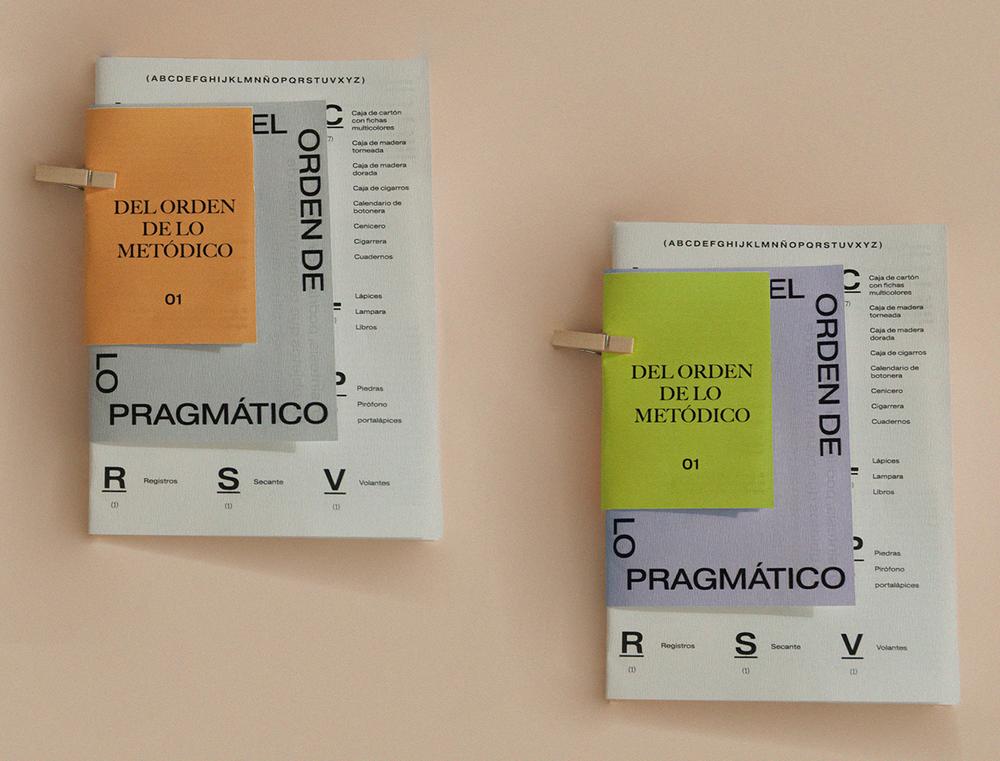 (ABCDEFGHIJKLMNÑOPQRSTUVXYZ)
EL
ORDEN DE
LO
PRAGMÁTICO
DEL ORDEN
DE LO
METÓDICO
01
C
Caja de cartón
con fichas
multicolores
Caja de madera
torneada
Caja de madera
dorada
Caja de cigarros
Calendario de
botonera
Cenicero
Cigarrera
Cuadernos
Lápices
Lampara
Libros
Piedras
Pirófono
portalápices
R
Registros
(1)
S
Secante
(1)
V
Volantes
(1)
(ABCDEFGHIJKLMNÑOPQRSTUVXYZ)
EL
ORDEN DE
LO
PRAGMÁTICO
DEL ORDEN
DE LO
METÓDICO
01
C
Caja de cartón
con fichas
multicolores
Caja de madera
torneada
Caja de madera
dorada
Caja de cigarros
Calendario de
botonera
Cenicero
Cigarrera
Cuadernos
Lápices
Lampara
Libros
Piedras
Pirófono
portalápices
R
Registros
(1)
S
Secante
(1)
V
Volantes
(1)